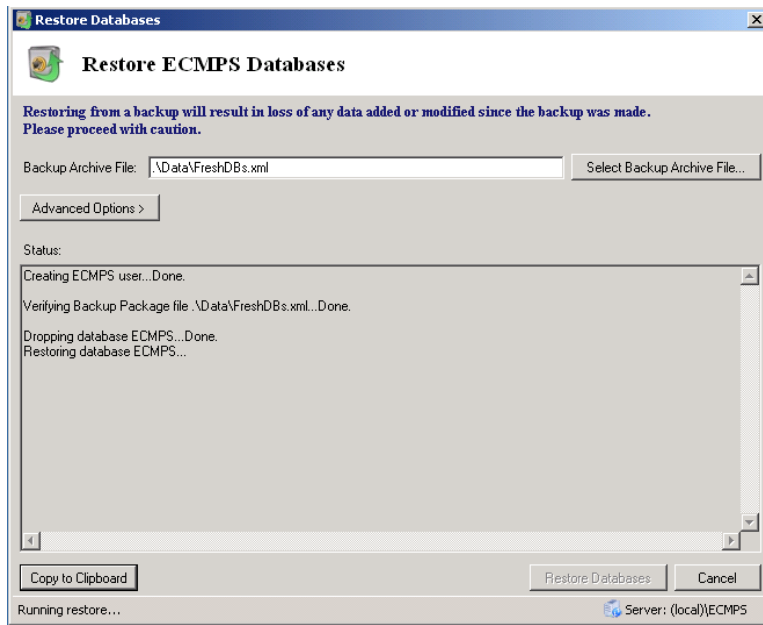 Restore Databases
Restore ECMPS Databases
Restoring from a backup will result in loss of any data added or modified since the backup was made.
Please proceed with caution.
Backup Archive File: .\Data\FreshDBs.xml Select Backup Archive File...
Advanced Options >
Status:
Creating ECMPS user...Done.
Verifying Backup Package file .\Data\FreshDBs.xml...Done.
Dropping database ECMPS...Done.
Restoring database ECMPS...
Copy to Clipboard Restore Databases Cancel
Running restore... Server: (local)\ECMPS